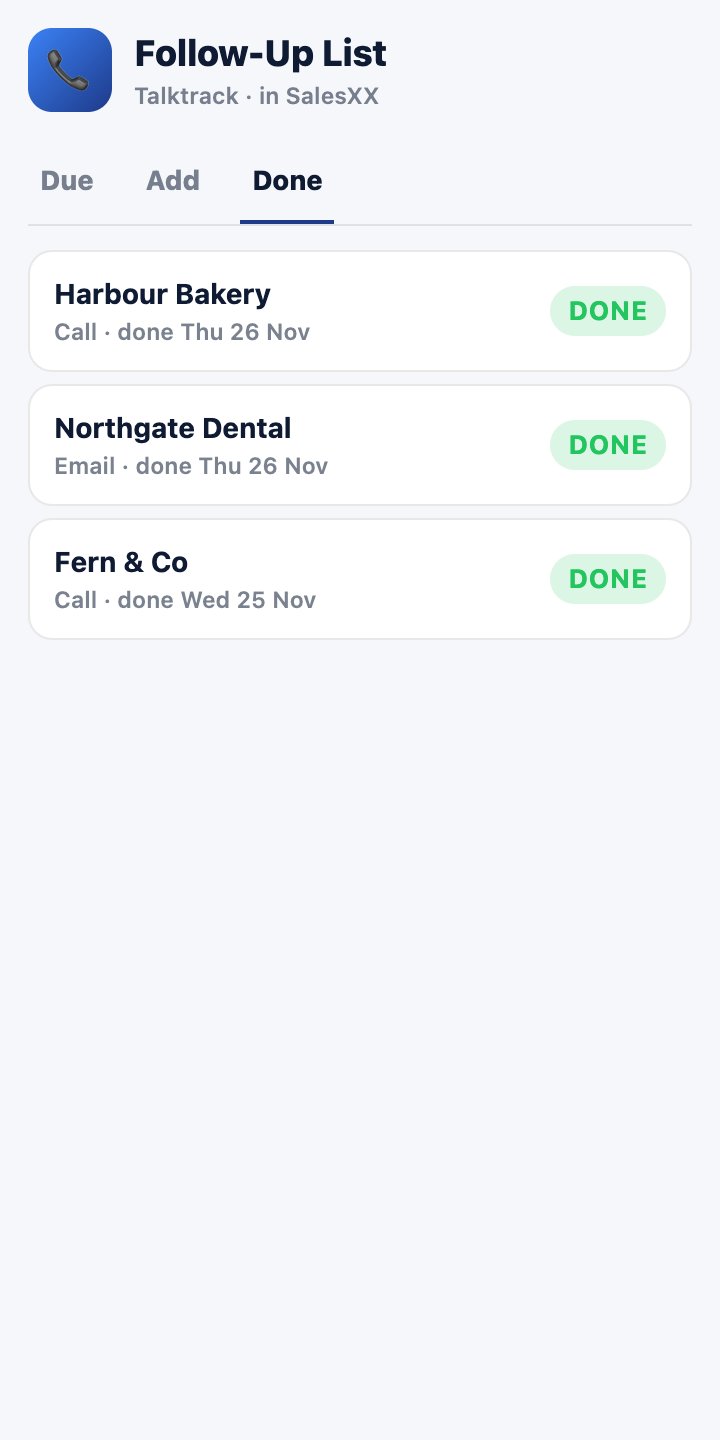 Follow-Up List
Talktrack · in SalesXX
Due Add Done
Harbour Bakery
Call · done Thu 26 Nov
DONE
Northgate Dental
Email · done Thu 26 Nov
DONE
Fern & Co
Call · done Wed 25 Nov
DONE